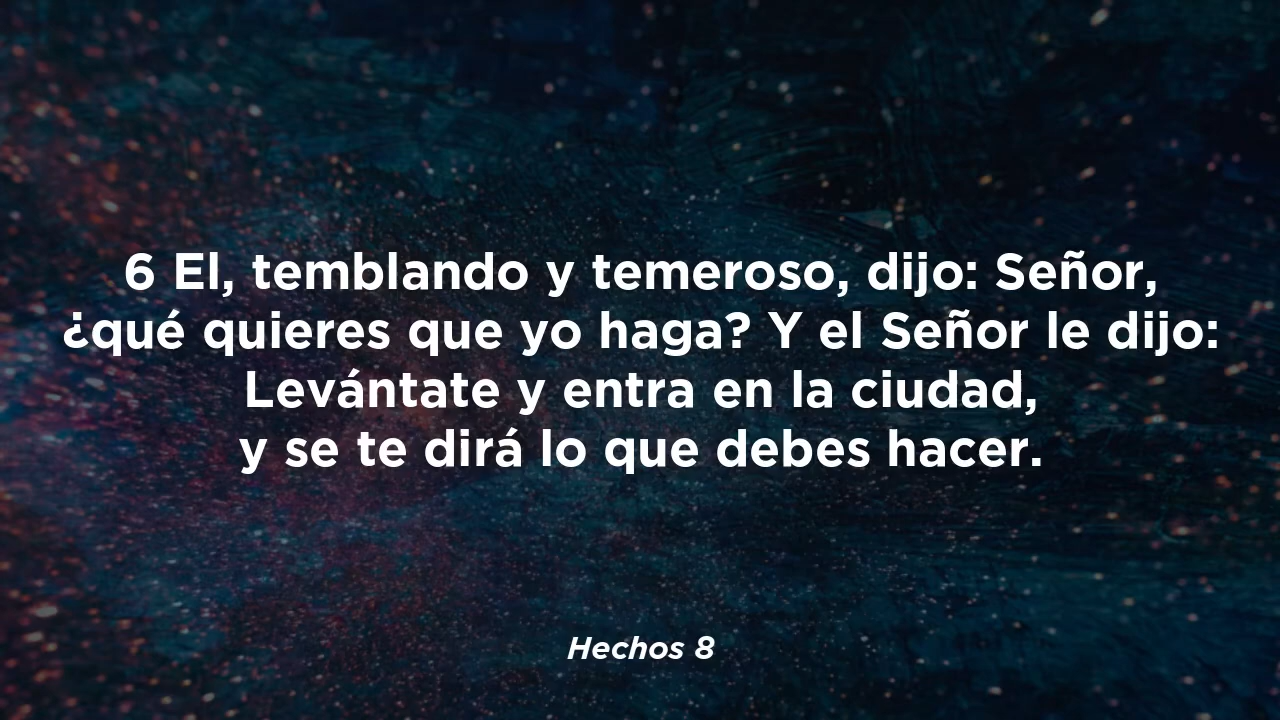 6 El, temblando y temeroso, dijo: Señor,
¿qué quieres que yo haga? Y el Señor le dijo:
Levántate y entra en la ciudad,
y se te dirá lo que debes hacer.
Hechos 8